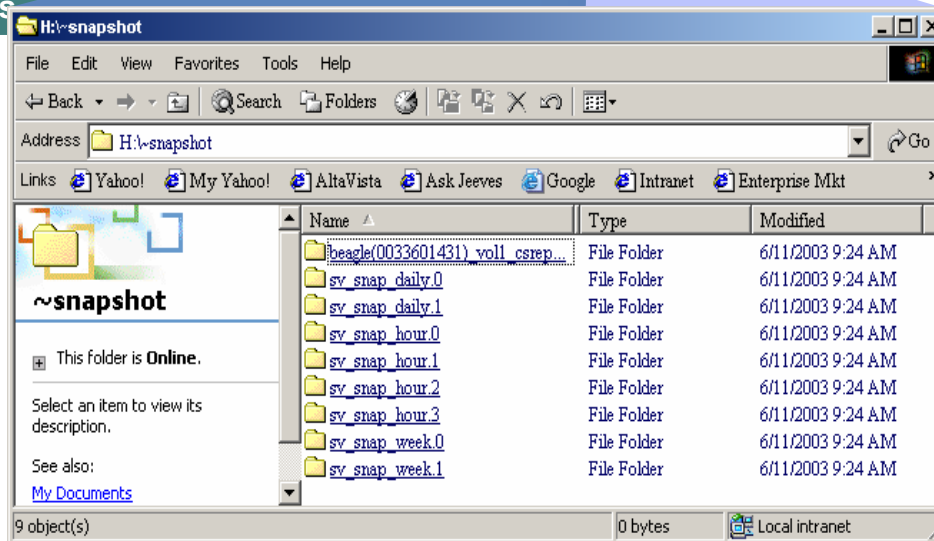 s
H:\~snapshot
File Edit View Favorites Tools Help
Back Search Folders
Address H:\~snapshot Go
Links Yahoo! My Yahoo! AltaVista Ask Jeeves Google Intranet Enterprise Mkt »
Name Type Modified
beagle(0033601431)_vol1_csrep... File Folder 6/11/2003 9:24 AM
sv_snap_daily.0 File Folder 6/11/2003 9:24 AM
sv_snap_daily.1 File Folder 6/11/2003 9:24 AM
sv_snap_hour.0 File Folder 6/11/2003 9:24 AM
sv_snap_hour.1 File Folder 6/11/2003 9:24 AM
sv_snap_hour.2 File Folder 6/11/2003 9:24 AM
sv_snap_hour.3 File Folder 6/11/2003 9:24 AM
sv_snap_week.0 File Folder 6/11/2003 9:24 AM
sv_snap_week.1 File Folder 6/11/2003 9:24 AM
~snapshot
This folder is Online.
Select an item to view its
description.
See also:
My Documents
9 object(s) 0 bytes Local intranet